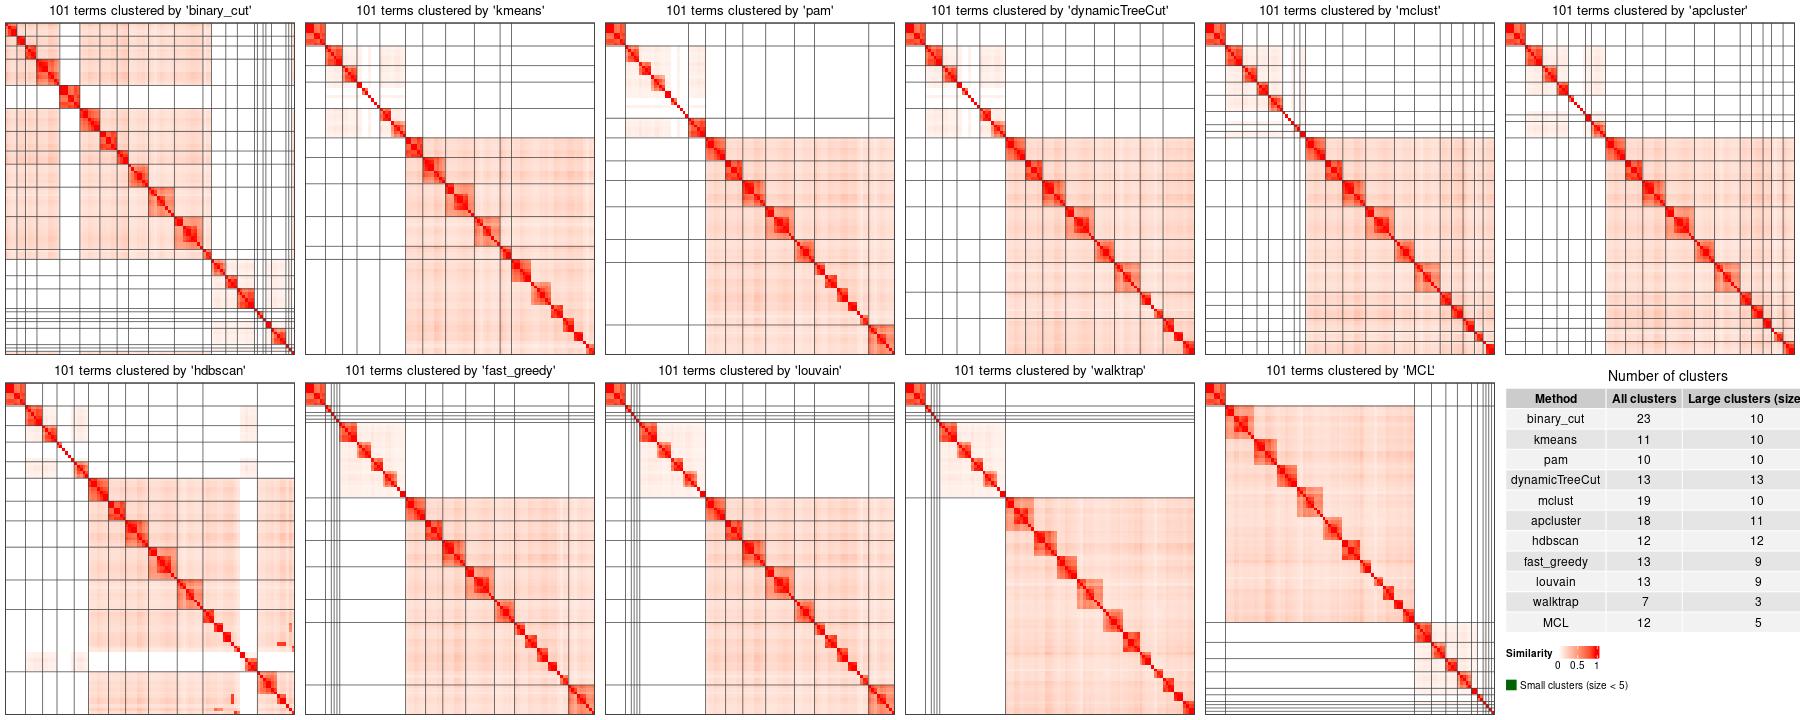 101 terms clustered by 'binary_cut'
101 terms clustered by 'kmeans'
101 terms clustered by 'pam'
101 terms clustered by 'dynamicTreeCut'
101 terms clustered by 'mclust'
101 terms clustered by 'apcluster'
101 terms clustered by 'hdbscan'
101 terms clustered by 'fast_greedy'
101 terms clustered by 'louvain'
101 terms clustered by 'walktrap'
101 terms clustered by 'MCL'
Number of clusters
Method All clusters Large clusters (size
binary_cut 23 10
kmeans 11 10
pam 10 10
dynamicTreeCut 13 13
mclust 19 10
apcluster 18 11
hdbscan 12 12
fast_greedy 13 9
louvain 13 9
walktrap 7 3
MCL 12 5
Similarity
0 0.5 1
Small clusters (size < 5)